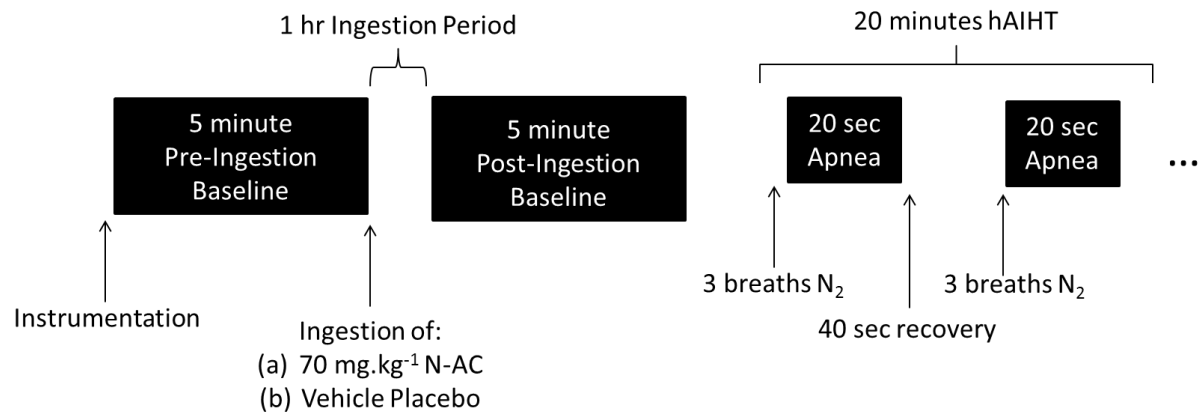 1 hr Ingestion Period
20 minutes hAIHT
5 minute
Pre-Ingestion
Baseline
5 minute
Post-Ingestion
Baseline
20 sec
Apnea
20 sec
Apnea
...
Instrumentation
Ingestion of:
(a) 70 mg.kg⁻¹ N-AC
(b) Vehicle Placebo
3 breaths N₂
40 sec recovery
3 breaths N₂